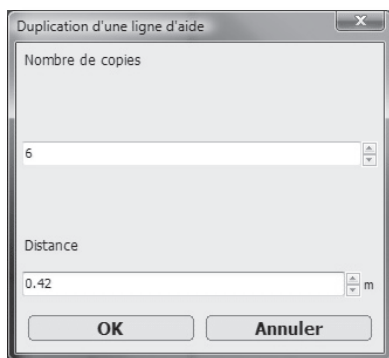 Duplication d'une ligne d'aide
Nombre de copies
6
Distance
0.42 m
OK Annuler